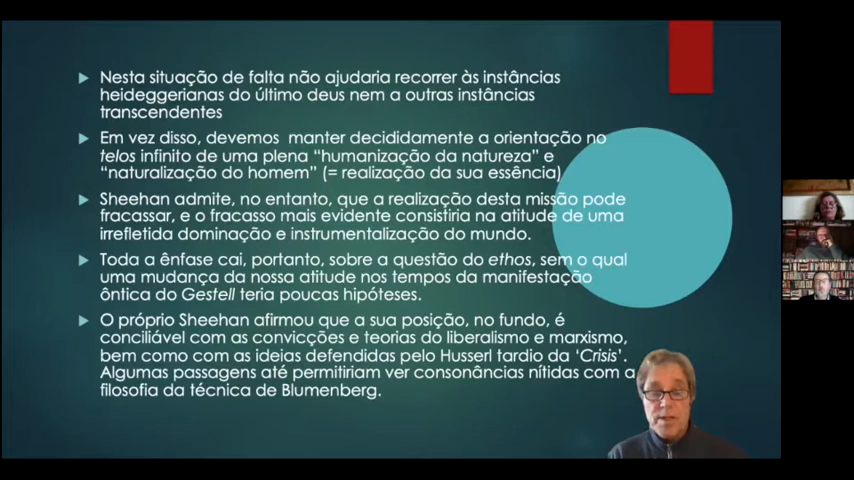 Nesta situação de falta não ajudaria recorrer às instâncias
heideggerianas do último deus nem a outras instâncias
transcendentes
Em vez disso, devemos manter decididamente a orientação no
telos infinito de uma plena “humanização da natureza” e
“naturalização do homem” (= realização da sua essência)
Sheehan admite, no entanto, que a realização desta missão pode
fracassar, e o fracasso mais evidente consistiria na atitude de uma
irrefletida dominação e instrumentalização do mundo.
Toda a ênfase cai, portanto, sobre a questão do ethos, sem o qual
uma mudança da nossa atitude nos tempos da manifestação
ôntica do Gestell teria poucas hipóteses.
O próprio Sheehan afirmou que a sua posição, no fundo, é
conciliável com as convicções e teorias do liberalismo e marxismo,
bem como com as ideias defendidas pelo Husserl tardio da ‘Crisis’.
Algumas passagens até permitiriam ver consonâncias nítidas com a
filosofia da técnica de Blumenberg.